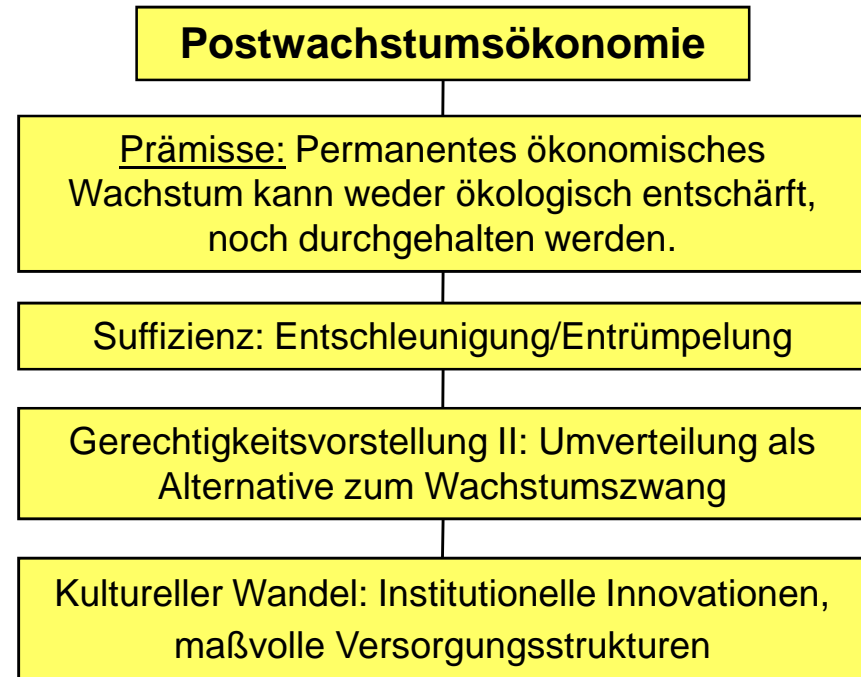 Postwachstumsökonomie
Prämisse: Permanentes ökonomisches
Wachstum kann weder ökologisch entschärft,
noch durchgehalten werden.
Suffizienz: Entschleunigung/Entrümpelung
Gerechtigkeitsvorstellung II: Umverteilung als
Alternative zum Wachstumszwang
Kultureller Wandel: Institutionelle Innovationen,
maßvolle Versorgungsstrukturen